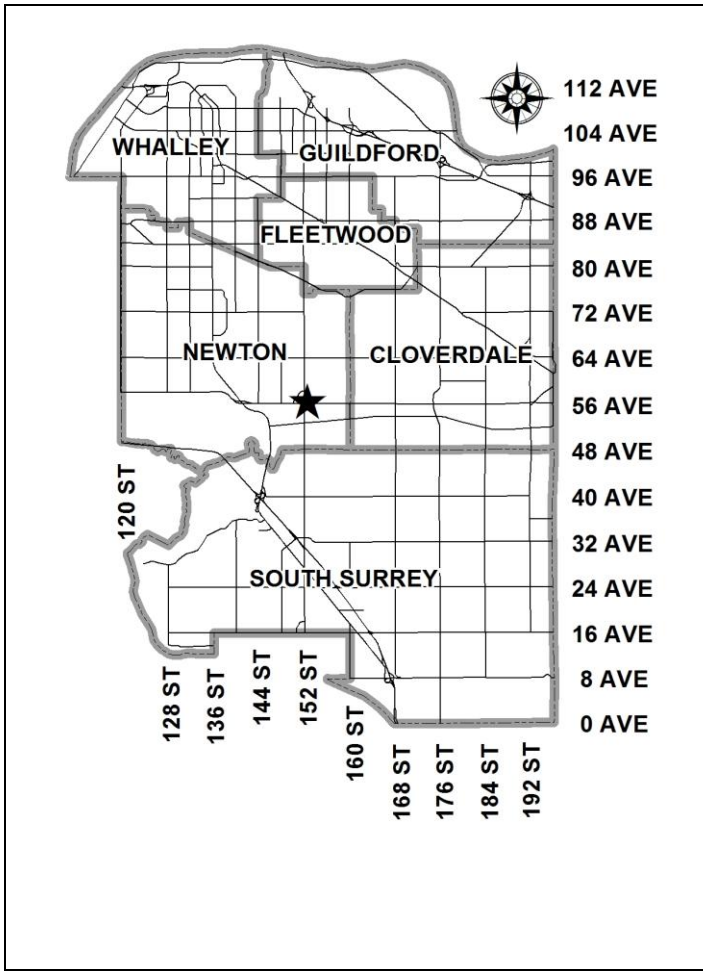 112 AVE
104 AVE
WHALLEY
GUILDFORD
96 AVE
88 AVE
FLEETWOOD
80 AVE
72 AVE
NEWTON
CLOVERDALE
64 AVE
56 AVE
48 AVE
120 ST
40 AVE
32 AVE
SOUTH SURREY
24 AVE
16 AVE
8 AVE
128 ST
136 ST
144 ST
152 ST
160 ST
0 AVE
168 ST
176 ST
184 ST
192 ST